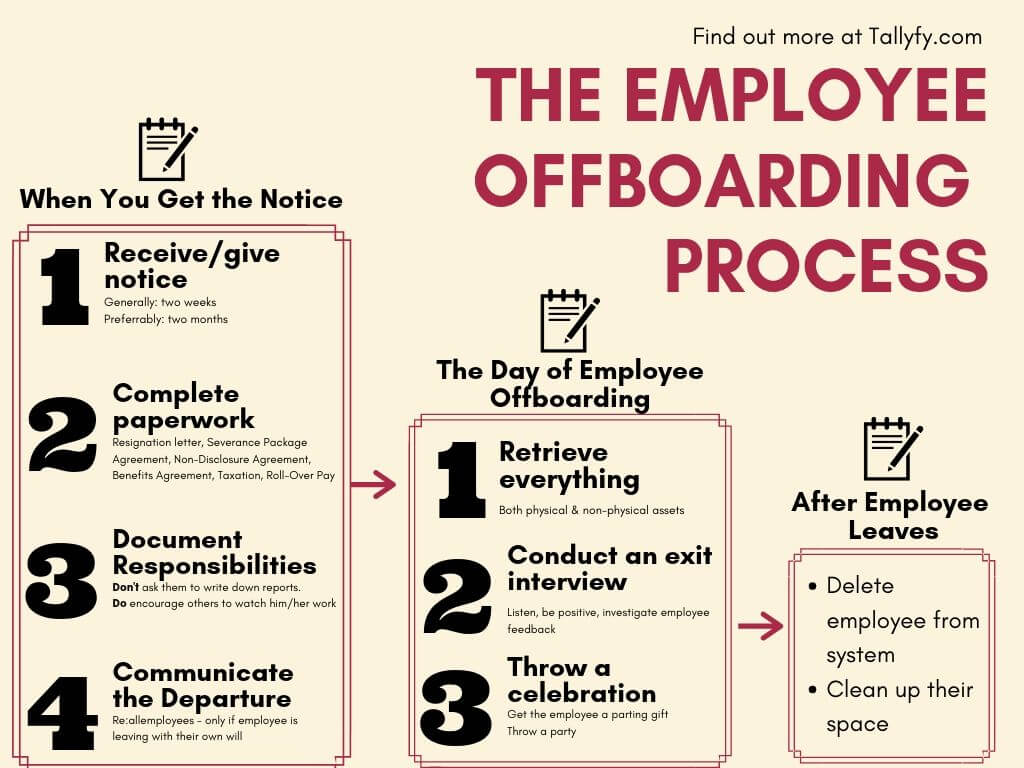 Find out more at Tallyfy.com
THE EMPLOYEE
OFFBOARDING
PROCESS
When You Get the Notice
1
Receive/give
notice
Generally: two weeks
Preferrably: two months
2
Complete
paperwork
Resignation letter, Severance Package
Agreement, Non-Disclosure Agreement,
Benefits Agreement, Taxation, Roll-Over Pay
3
Document
Responsibilities
Don't ask them to write down reports.
Do encourage others to watch him/her work
4
Communicate
the Departure
Re:allemployees - only if employee is
leaving with their own will
The Day of Employee
Offboarding
1
Retrieve
everything
Both physical & non-physical assets
2
Conduct an exit
interview
Listen, be positive, investigate employee
feedback
3
Throw a
celebration
Get the employee a parting gift
Throw a party
After Employee
Leaves
• Delete
employee from
system
• Clean up their
space